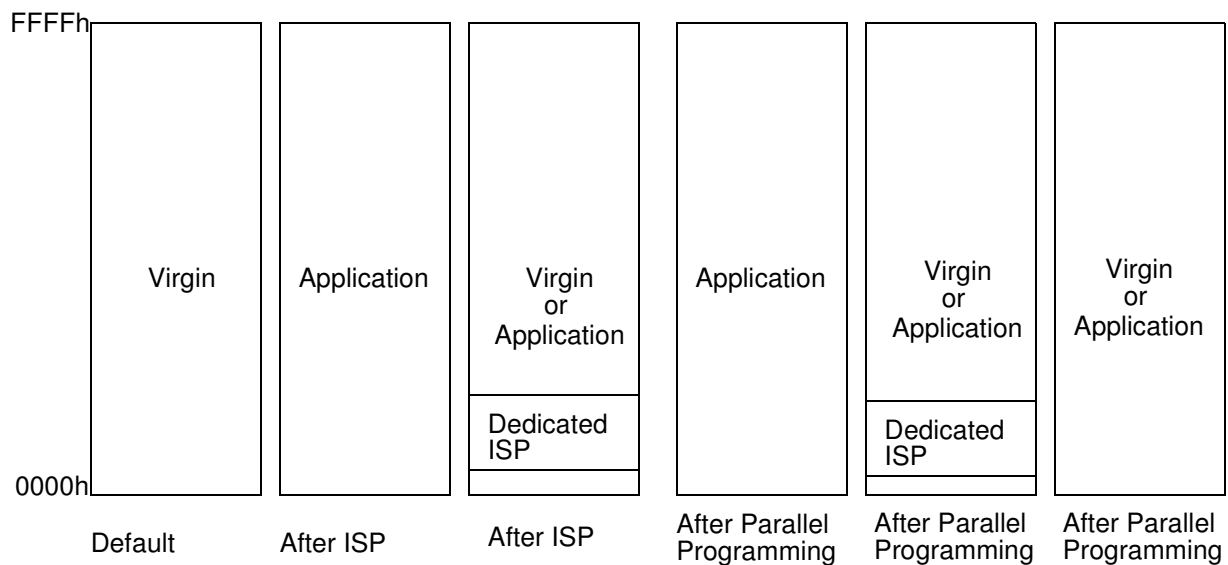 FFFFh
Virgin
Application
Virgin
or
Application
Dedicated
ISP
Application
Virgin
or
Application
Dedicated
ISP
Virgin
or
Application
0000h
Default
After ISP
After ISP
After Parallel
Programming
After Parallel
Programming
After Parallel
Programming